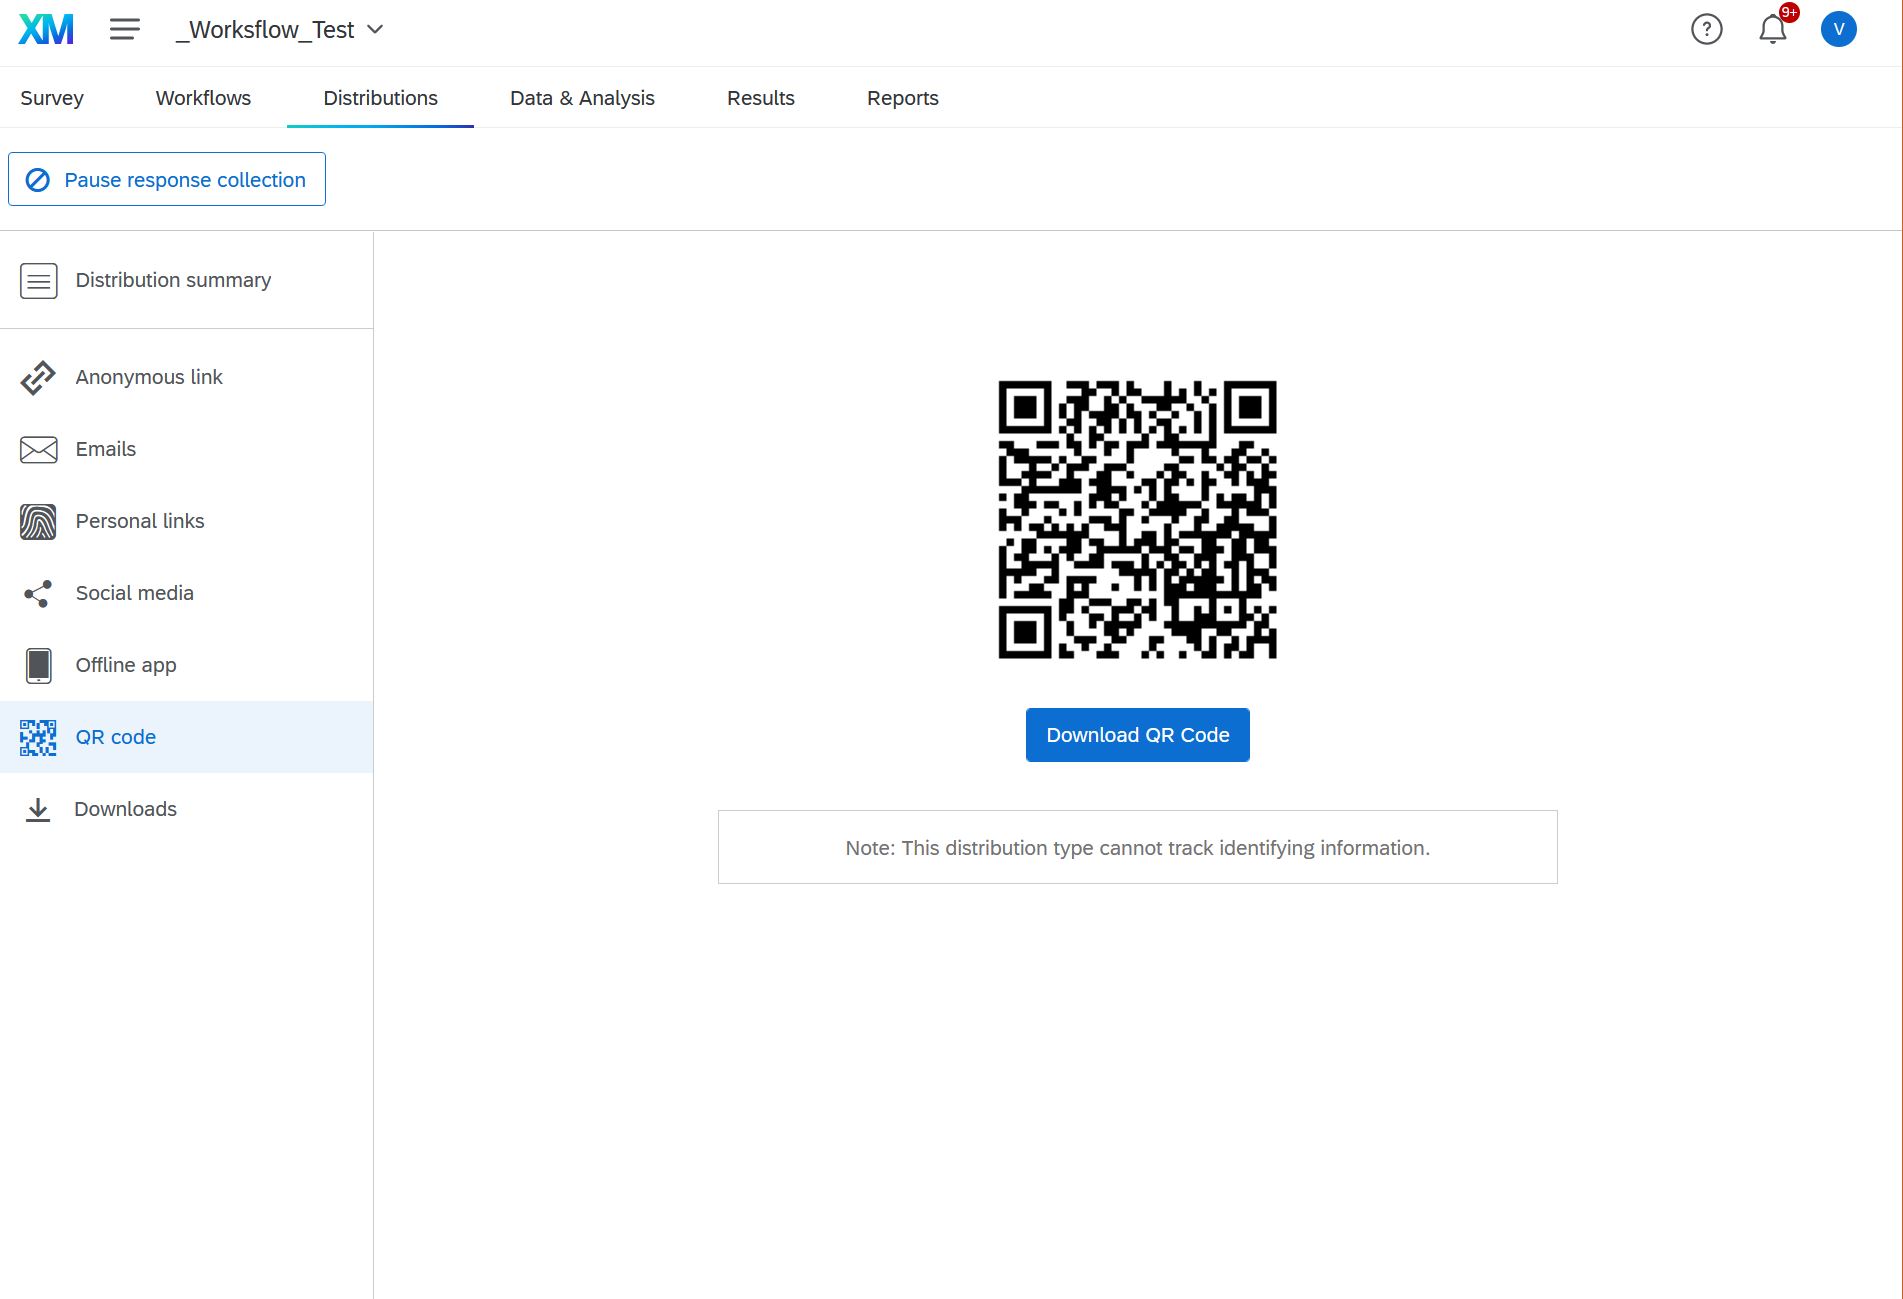 XM _Worksflow_Test ? 9+ V
Survey Workflows Distributions Data & Analysis Results Reports
Pause response collection
Distribution summary
Anonymous link
Emails
Personal links
Social media
Offline app
QR code
Downloads
Download QR Code
Note: This distribution type cannot track identifying information.